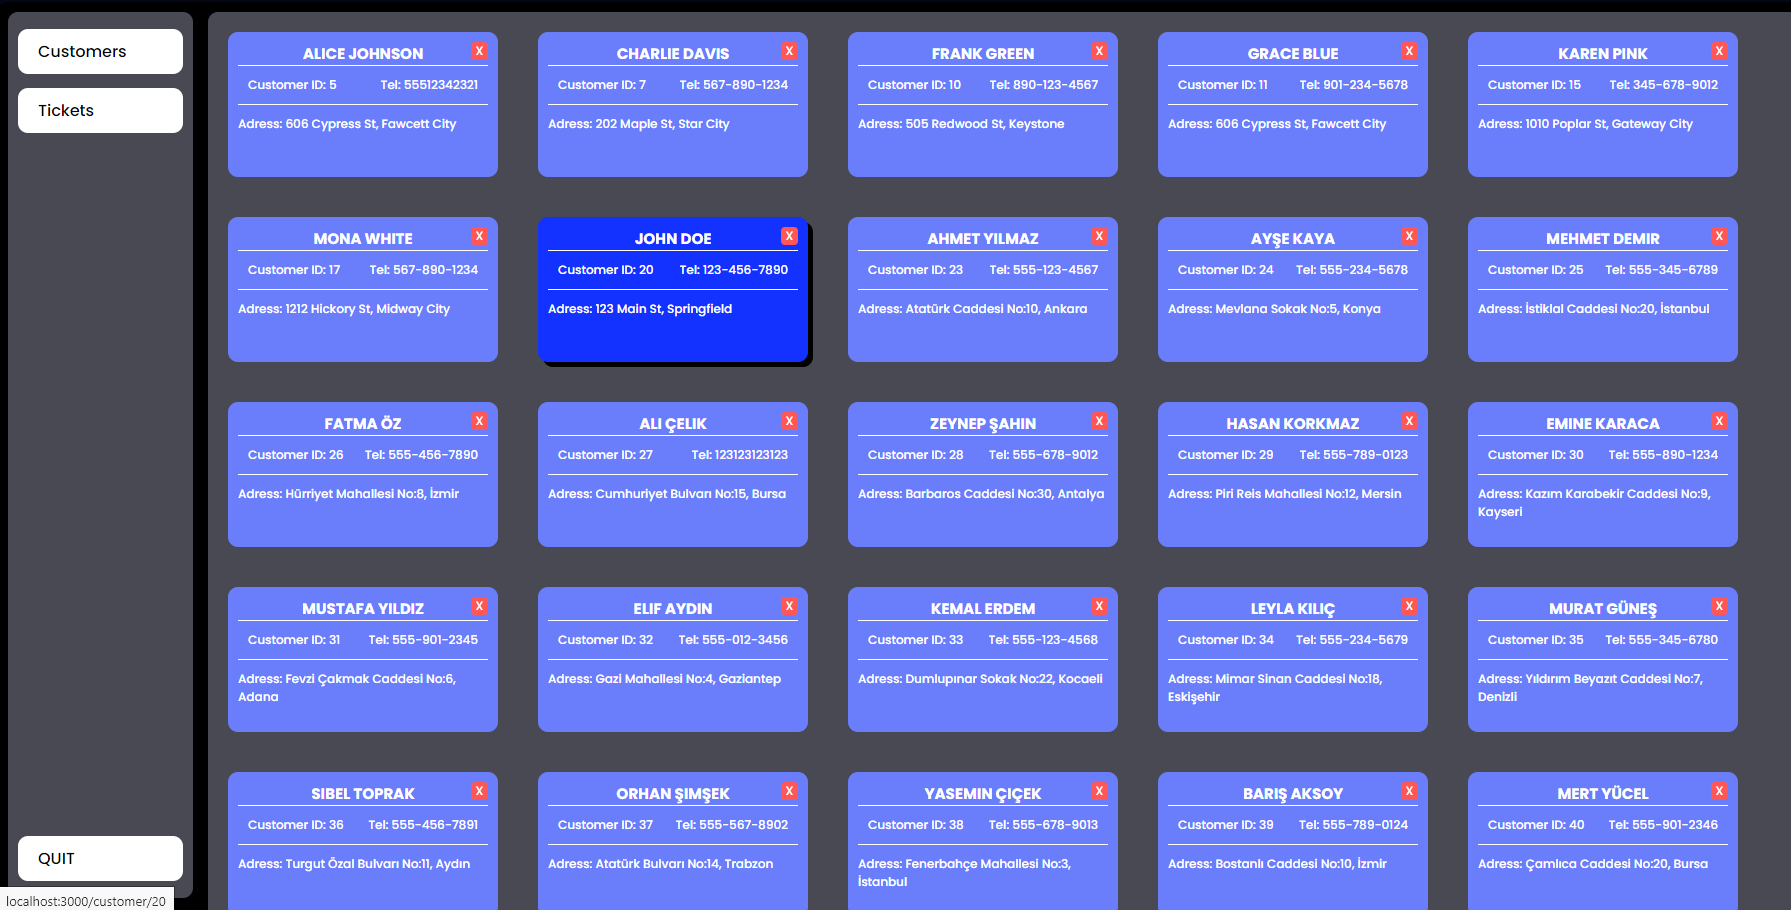 Customers
Tickets
QUIT
ALICE JOHNSON X
Customer ID: 5 Tel: 55512342321
Adress: 606 Cypress St, Fawcett City
CHARLIE DAVIS X
Customer ID: 7 Tel: 567-890-1234
Adress: 202 Maple St, Star City
FRANK GREEN X
Customer ID: 10 Tel: 890-123-4567
Adress: 505 Redwood St, Keystone
GRACE BLUE X
Customer ID: 11 Tel: 901-234-5678
Adress: 606 Cypress St, Fawcett City
KAREN PINK X
Customer ID: 15 Tel: 345-678-9012
Adress: 1010 Poplar St, Gateway City
MONA WHITE X
Customer ID: 17 Tel: 567-890-1234
Adress: 1212 Hickory St, Midway City
JOHN DOE X
Customer ID: 20 Tel: 123-456-7890
Adress: 123 Main St, Springfield
AHMET YILMAZ X
Customer ID: 23 Tel: 555-123-4567
Adress: Atatürk Caddesi No:10, Ankara
AYŞE KAYA X
Customer ID: 24 Tel: 555-234-5678
Adress: Mevlana Sokak No:5, Konya
MEHMET DEMIR X
Customer ID: 25 Tel: 555-345-6789
Adress: İstiklal Caddesi No:20, İstanbul
FATMA ÖZ X
Customer ID: 26 Tel: 555-456-7890
Adress: Hürriyet Mahallesi No:8, İzmir
ALI ÇELIK X
Customer ID: 27 Tel: 123123123123
Adress: Cumhuriyet Bulvarı No:15, Bursa
ZEYNEP ŞAHIN X
Customer ID: 28 Tel: 555-678-9012
Adress: Barbaros Caddesi No:30, Antalya
HASAN KORKMAZ X
Customer ID: 29 Tel: 555-789-0123
Adress: Piri Reis Mahallesi No:12, Mersin
EMINE KARACA X
Customer ID: 30 Tel: 555-890-1234
Adress: Kazım Karabekir Caddesi No:9,
Kayseri
MUSTAFA YILDIZ X
Customer ID: 31 Tel: 555-901-2345
Adress: Fevzi Çakmak Caddesi No:6,
Adana
ELIF AYDIN X
Customer ID: 32 Tel: 555-012-3456
Adress: Gazi Mahallesi No:4, Gaziantep
KEMAL ERDEM X
Customer ID: 33 Tel: 555-123-4568
Adress: Dumlupınar Sokak No:22, Kocaeli
LEYLA KILIÇ X
Customer ID: 34 Tel: 555-234-5679
Adress: Mimar Sinan Caddesi No:18,
Eskişehir
MURAT GÜNEŞ X
Customer ID: 35 Tel: 555-345-6780
Adress: Yıldırım Beyazıt Caddesi No:7,
Denizli
SIBEL TOPRAK X
Customer ID: 36 Tel: 555-456-7891
Adress: Turgut Özal Bulvarı No:11, Aydın
ORHAN ŞIMŞEK X
Customer ID: 37 Tel: 555-567-8902
Adress: Atatürk Bulvarı No:14, Trabzon
YASEMIN ÇIÇEK X
Customer ID: 38 Tel: 555-678-9013
Adress: Fenerbahçe Mahallesi No:3,
İstanbul
BARIŞ AKSOY X
Customer ID: 39 Tel: 555-789-0124
Adress: Bostanlı Caddesi No:10, İzmir
MERT YÜCEL X
Customer ID: 40 Tel: 555-901-2346
Adress: Çamlıca Caddesi No:20, Bursa
localhost:3000/customer/20